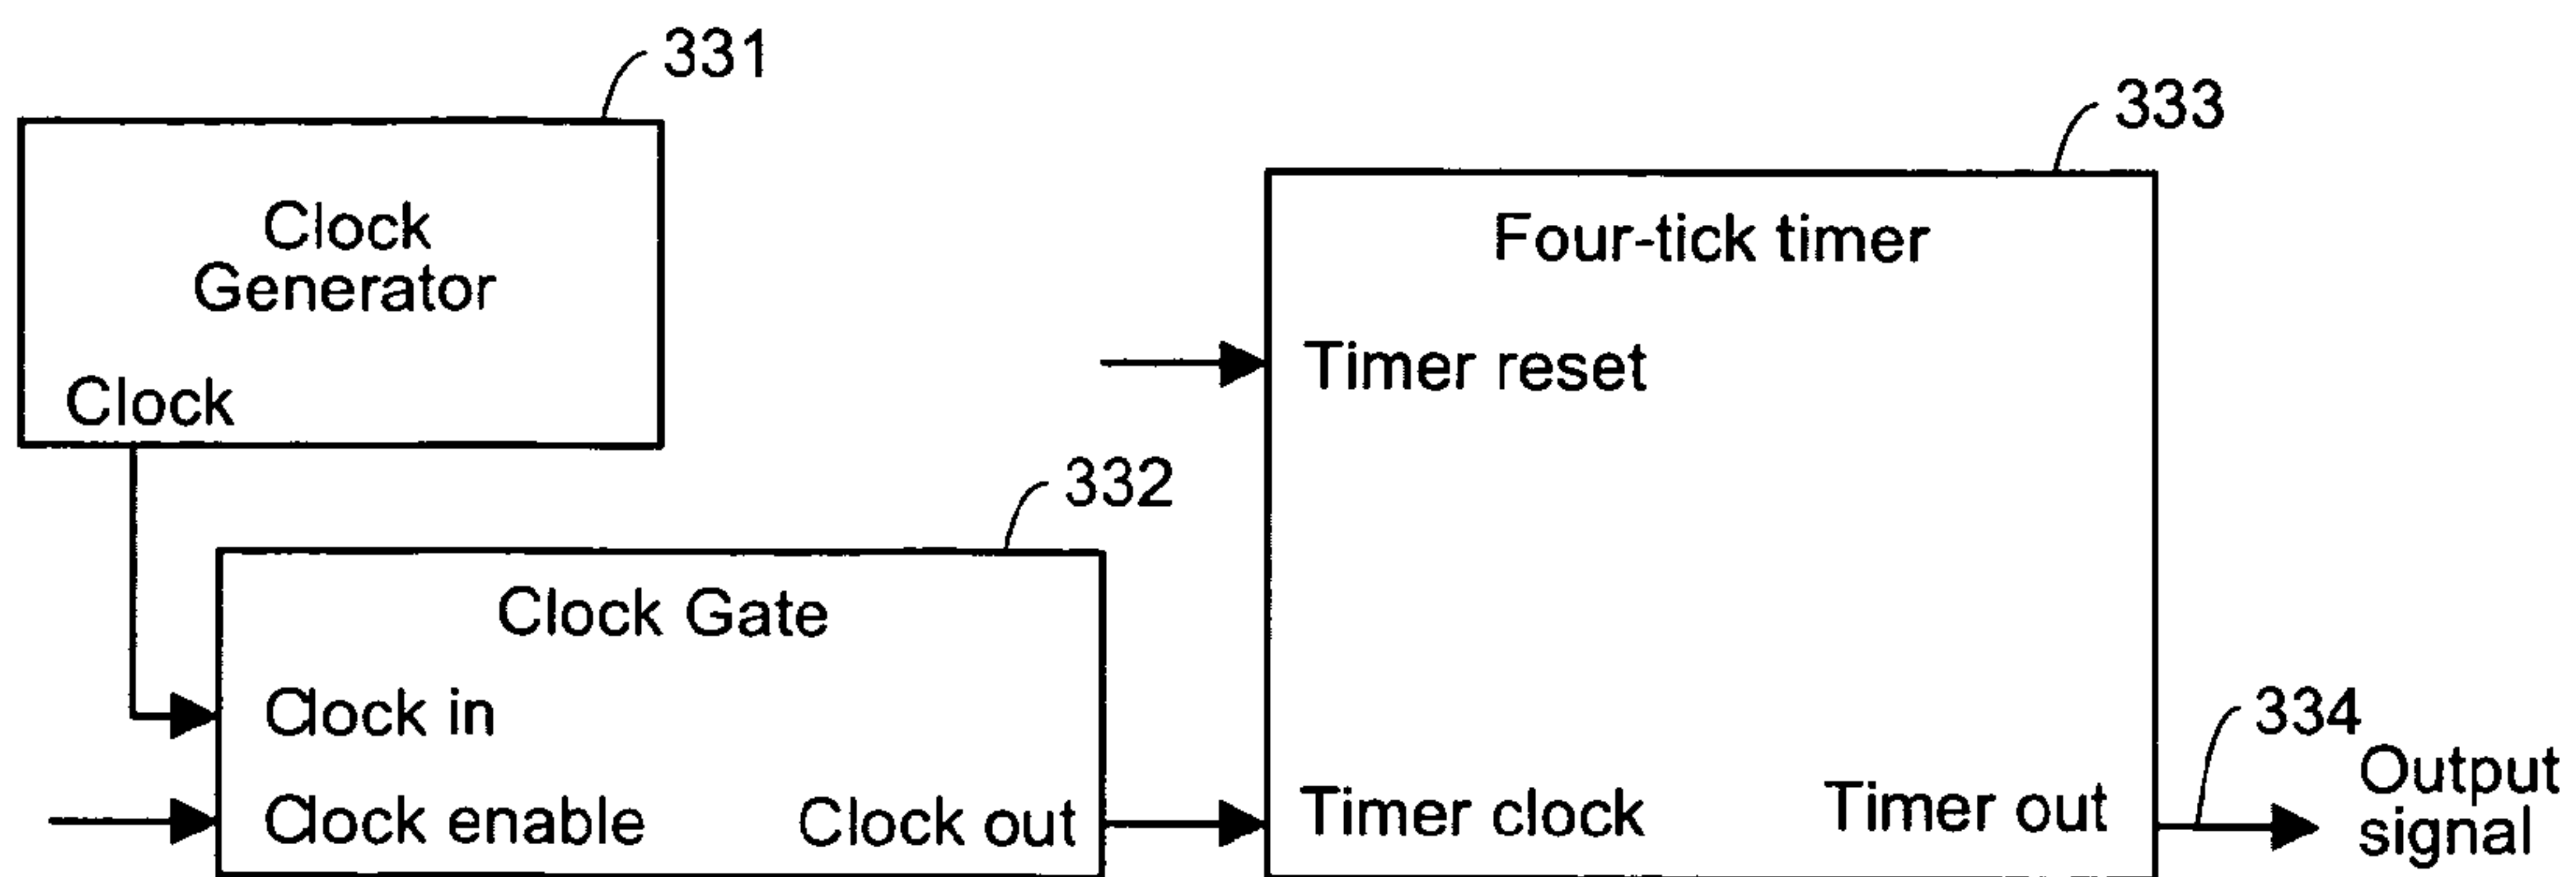 331
Clock
Generator
Clock
332
Clock Gate
Clock in
Clock enable
Clock out
333
Four-tick timer
Timer reset
Timer clock
Timer out
334
Output
signal